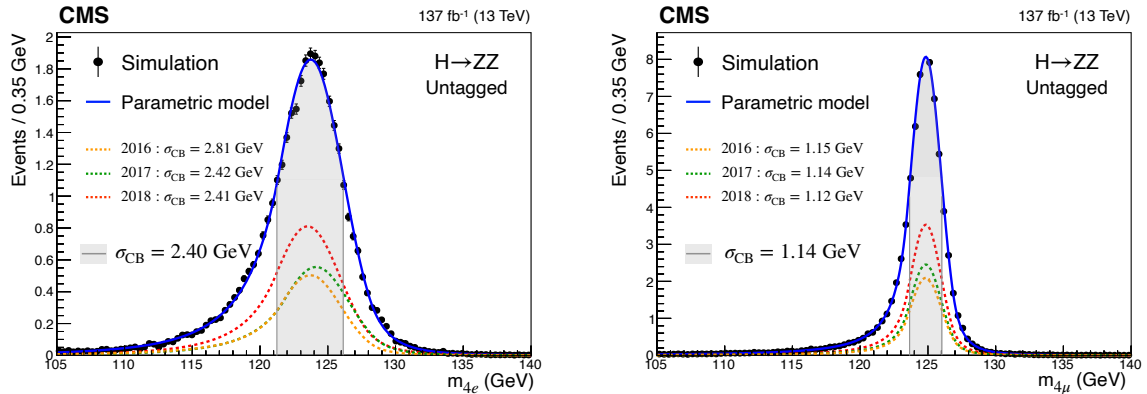 CMS
137 fb⁻¹ (13 TeV)
Events / 0.35 GeV
2
1.8
1.6
1.4
1.2
1
0.8
0.6
0.4
0.2
0
Simulation
Parametric model
2016 : σCB = 2.81 GeV
2017 : σCB = 2.42 GeV
2018 : σCB = 2.41 GeV
σCB = 2.40 GeV
H→ZZ
Untagged
105 110 115 120 125 130 135 140
m4e (GeV)
CMS
137 fb⁻¹ (13 TeV)
Events / 0.35 GeV
8
7
6
5
4
3
2
1
0
Simulation
Parametric model
2016 : σCB = 1.15 GeV
2017 : σCB = 1.14 GeV
2018 : σCB = 1.12 GeV
σCB = 1.14 GeV
H→ZZ
Untagged
105 110 115 120 125 130 135 140
m4μ (GeV)